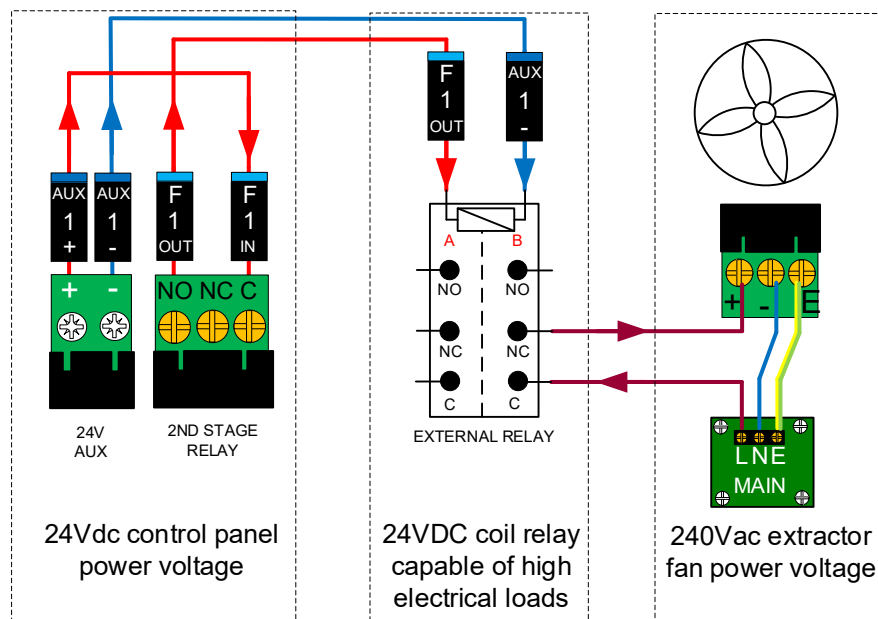 F
1
OUT
AUX
1
-
AUX
1
+
AUX
1
-
F
1
OUT
F
1
IN
A B
+ -
NO NC C
NO NO
+ - E
NC NC
C C
24V
AUX
2ND STAGE
RELAY
EXTERNAL RELAY
LNE
MAIN
24Vdc control panel
power voltage
24VDC coil relay
capable of high
electrical loads
240Vac extractor
fan power voltage